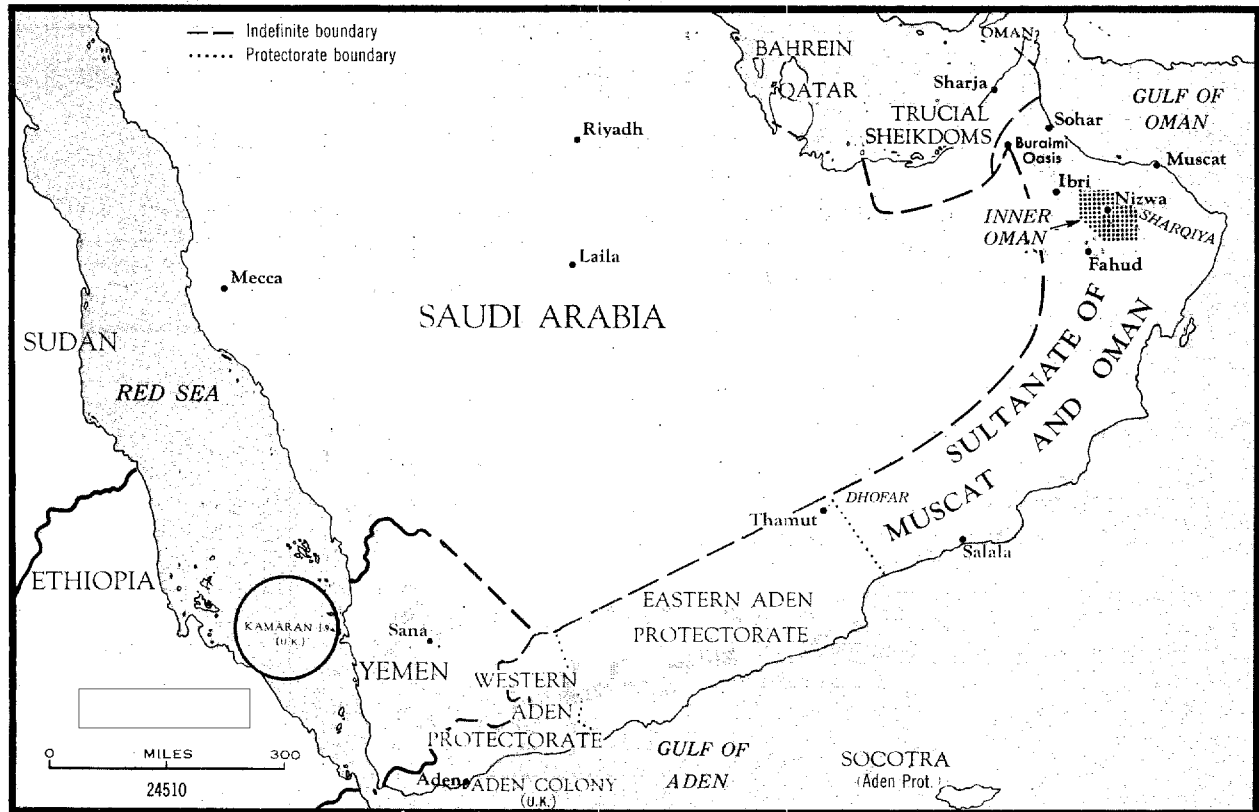 Indefinite boundary
Protectorate boundary
BAHREIN
QATAR
OMAN
Sharja
TRUCIAL
SHEIKDOMS
GULF OF
OMAN
Sohar
Buraimi
Oasis
Muscat
Riyadh
Ibri
Nizwa
INNER
OMAN
SHARQIYA
Fahud
Laila
Mecca
SAUDI ARABIA
SUDAN
RED SEA
SULTANATE OF
MUSCAT AND OMAN
DHOFAR
Thamut
Salala
ETHIOPIA
KAMARAN I.
(U.K.)
Sana
YEMEN
EASTERN ADEN
PROTECTORATE
WESTERN
ADEN
PROTECTORATE
GULF OF
ADEN
SOCOTRA
(Aden Prot.)
Aden
ADEN COLONY
(U.K.)
0 MILES 300
24510